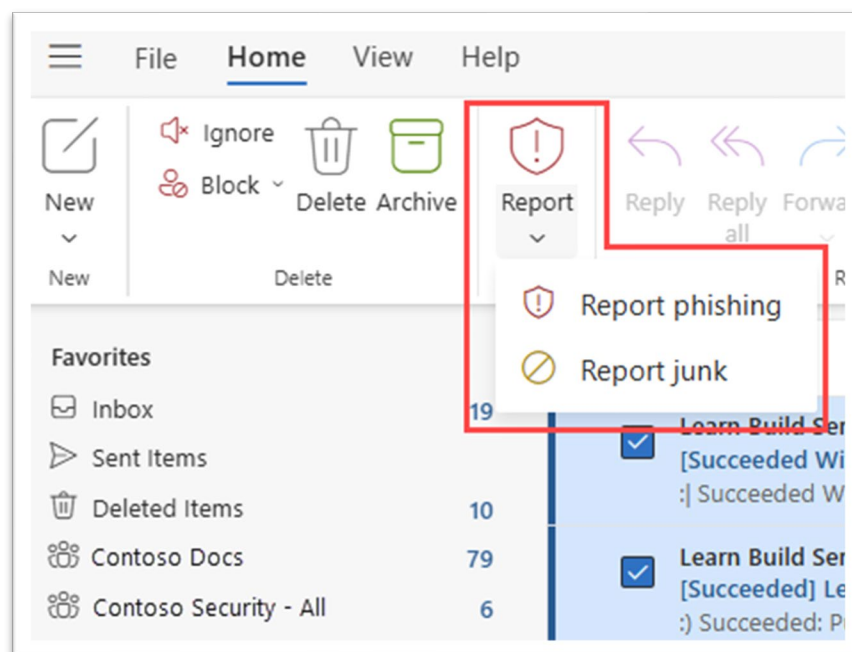 File Home View Help
Ignore
Block
New
Delete Archive
Report
Reply Reply all
New
Delete
Report phishing
Report junk
Favorites
Inbox 19
Sent Items
Deleted Items 10
Contoso Docs 79
Contoso Security - All 6
Learn Build Ser
[Succeeded Wi
:| Succeeded W
Learn Build Ser
[Succeeded] Le
:) Succeeded: P